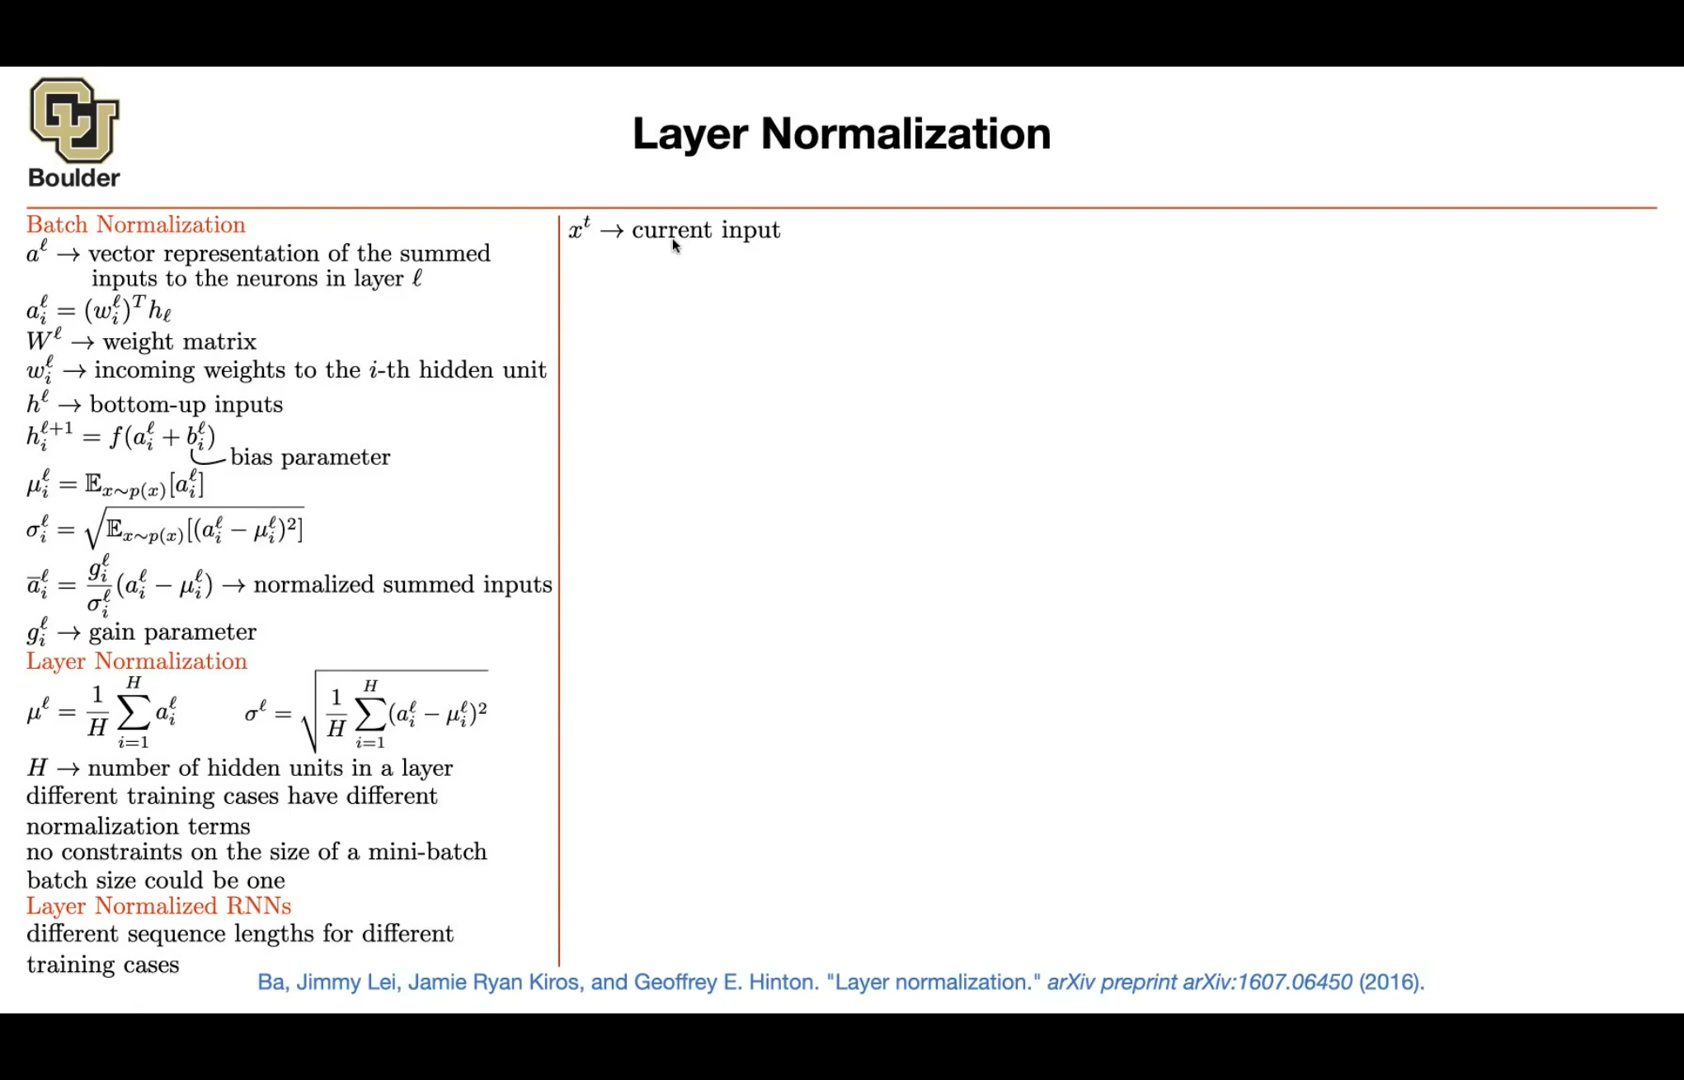 CU
Boulder
Layer Normalization
Batch Normalization
a^ℓ → vector representation of the summed
inputs to the neurons in layer ℓ
a_i^ℓ = (w_i^ℓ)^T h_ℓ
W^ℓ → weight matrix
w_i^ℓ → incoming weights to the i-th hidden unit
h^ℓ → bottom-up inputs
h_i^{ℓ+1} = f(a_i^ℓ + b_i^ℓ)
bias parameter
μ_i^ℓ = 𝔼_{x∼p(x)}[a_i^ℓ]
σ_i^ℓ = √(𝔼_{x∼p(x)}[(a_i^ℓ − μ_i^ℓ)²])
a̅_i^ℓ = g_i^ℓ/σ_i^ℓ (a_i^ℓ − μ_i^ℓ) → normalized summed inputs
g_i^ℓ → gain parameter
Layer Normalization
μ^ℓ = 1/H ∑_{i=1}^H a_i^ℓ σ^ℓ = √(1/H ∑_{i=1}^H (a_i^ℓ − μ_i^ℓ)²)
H → number of hidden units in a layer
different training cases have different
normalization terms
no constraints on the size of a mini-batch
batch size could be one
Layer Normalized RNNs
different sequence lengths for different
training cases
x^t → current input
Ba, Jimmy Lei, Jamie Ryan Kiros, and Geoffrey E. Hinton. "Layer normalization." arXiv preprint arXiv:1607.06450 (2016).